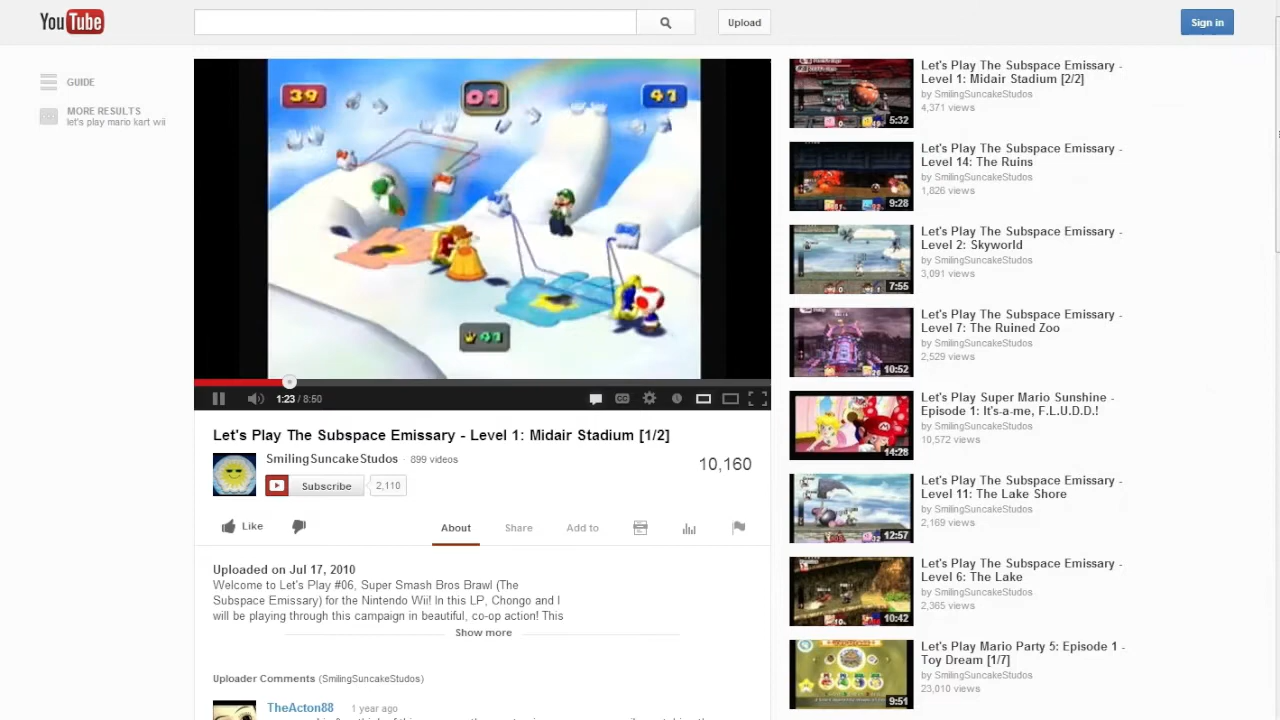 YouTube
Upload
Sign in
GUIDE
MORE RESULTS
let's play mario kart wii
41
1:23 / 8:50
Let's Play The Subspace Emissary - Level 1: Midair Stadium [1/2]
SmilingSuncakeStudos · 899 videos
Subscribe
2,110
10,160
Like
About
Share
Add to
Uploaded on Jul 17, 2010
Welcome to Let's Play #06, Super Smash Bros Brawl (The
Subspace Emissary) for the Nintendo Wii! In this LP, Chongo and I
will be playing through this campaign in beautiful, co-op action! This
Show more
Uploader Comments (SmilingSuncakeStudos)
TheActon88 1 year ago
Let's Play The Subspace Emissary -
Level 1: Midair Stadium [2/2]
by SmilingSuncakeStudos
4,371 views
5:32
Let's Play The Subspace Emissary -
Level 14: The Ruins
by SmilingSuncakeStudos
1,826 views
9:28
Let's Play The Subspace Emissary -
Level 2: Skyworld
by SmilingSuncakeStudos
3,091 views
7:55
Let's Play The Subspace Emissary -
Level 7: The Ruined Zoo
by SmilingSuncakeStudos
2,529 views
10:52
Let's Play Super Mario Sunshine -
Episode 1: It's-a-me, F.L.U.D.D.!
by SmilingSuncakeStudos
10,572 views
14:28
Let's Play The Subspace Emissary -
Level 11: The Lake Shore
by SmilingSuncakeStudos
2,169 views
12:57
Let's Play The Subspace Emissary -
Level 6: The Lake
by SmilingSuncakeStudos
2,365 views
10:42
Let's Play Mario Party 5: Episode 1 -
Toy Dream [1/7]
by SmilingSuncakeStudos
23,010 views
9:51